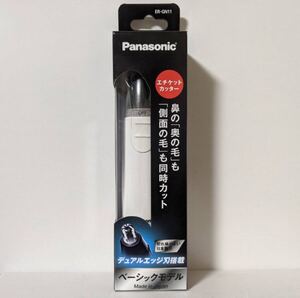 ER-GN11
Panasonic
エチケット
カッター
鼻の「奥の毛」も
「側面の毛」も同時カット
OFF
デュアルエッジ刃搭載
ベーシックモデル
Made in Japan